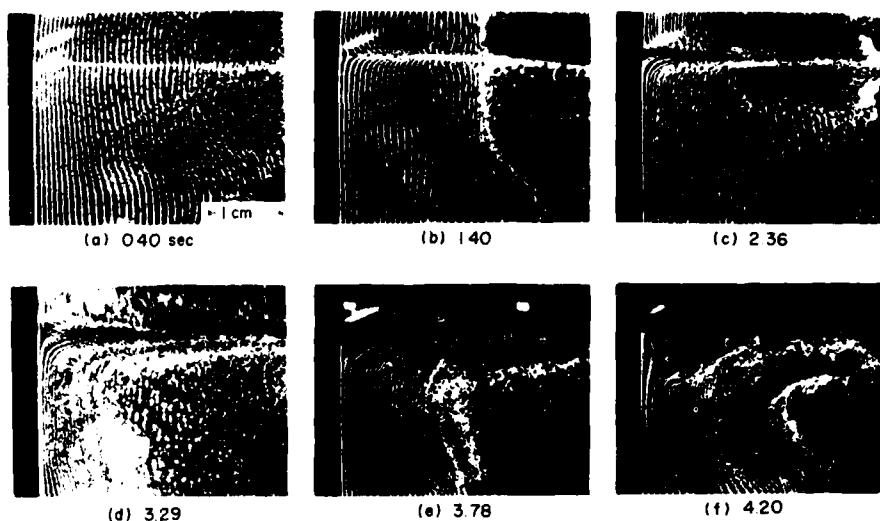 1 cm
(a) 040 sec
(b) 140
(c) 2.36
(d) 3.29
(e) 3.78
(f) 4.20